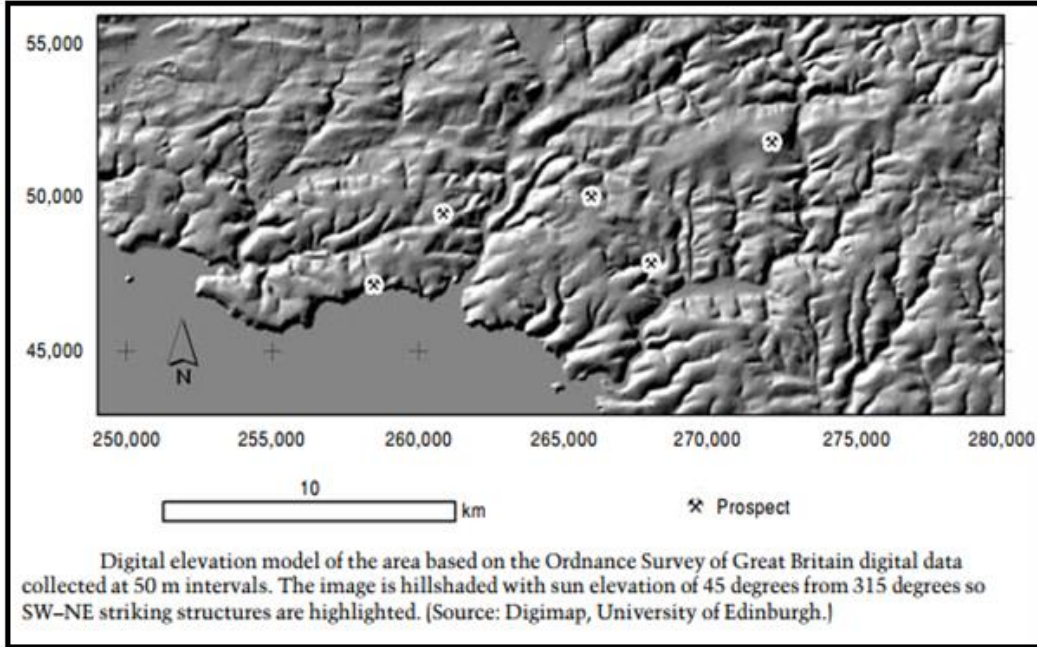 55,000
50,000
45,000
N
250,000 255,000 260,000 265,000 270,000 275,000 280,000
10
km
Prospect
Digital elevation model of the area based on the Ordnance Survey of Great Britain digital data
collected at 50 m intervals. The image is hillshaded with sun elevation of 45 degrees from 315 degrees so
SW–NE striking structures are highlighted. (Source: Digimap, University of Edinburgh.)